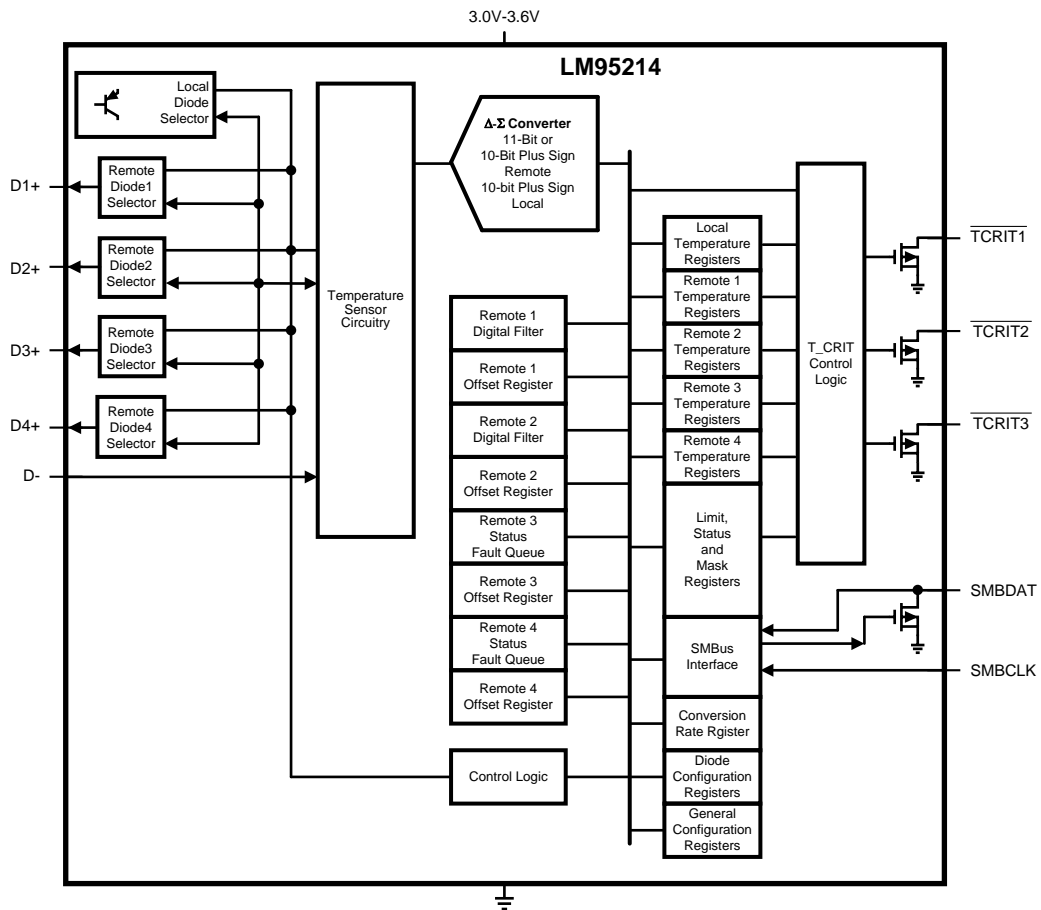 3.0V-3.6V
LM95214
Local
Diode
Selector
Remote
Diode1
Selector
Remote
Diode2
Selector
Remote
Diode3
Selector
Remote
Diode4
Selector
D1+
D2+
D3+
D4+
D-
Temperature
Sensor
Circuitry
Δ-Σ Converter
11-Bit or
10-Bit Plus Sign
Remote
10-bit Plus Sign
Local
Remote 1
Digital Filter
Remote 1
Offset Register
Remote 2
Digital Filter
Remote 2
Offset Register
Remote 3
Status
Fault Queue
Remote 3
Offset Register
Remote 4
Status
Fault Queue
Remote 4
Offset Register
Control Logic
Local
Temperature
Registers
Remote 1
Temperature
Registers
Remote 2
Temperature
Registers
Remote 3
Temperature
Registers
Remote 4
Temperature
Registers
Limit,
Status
and
Mask
Registers
SMBus
Interface
Conversion
Rate Rgister
Diode
Configuration
Registers
General
Configuration
Registers
T_CRIT
Control
Logic
TCRIT1
TCRIT2
TCRIT3
SMBDAT
SMBCLK